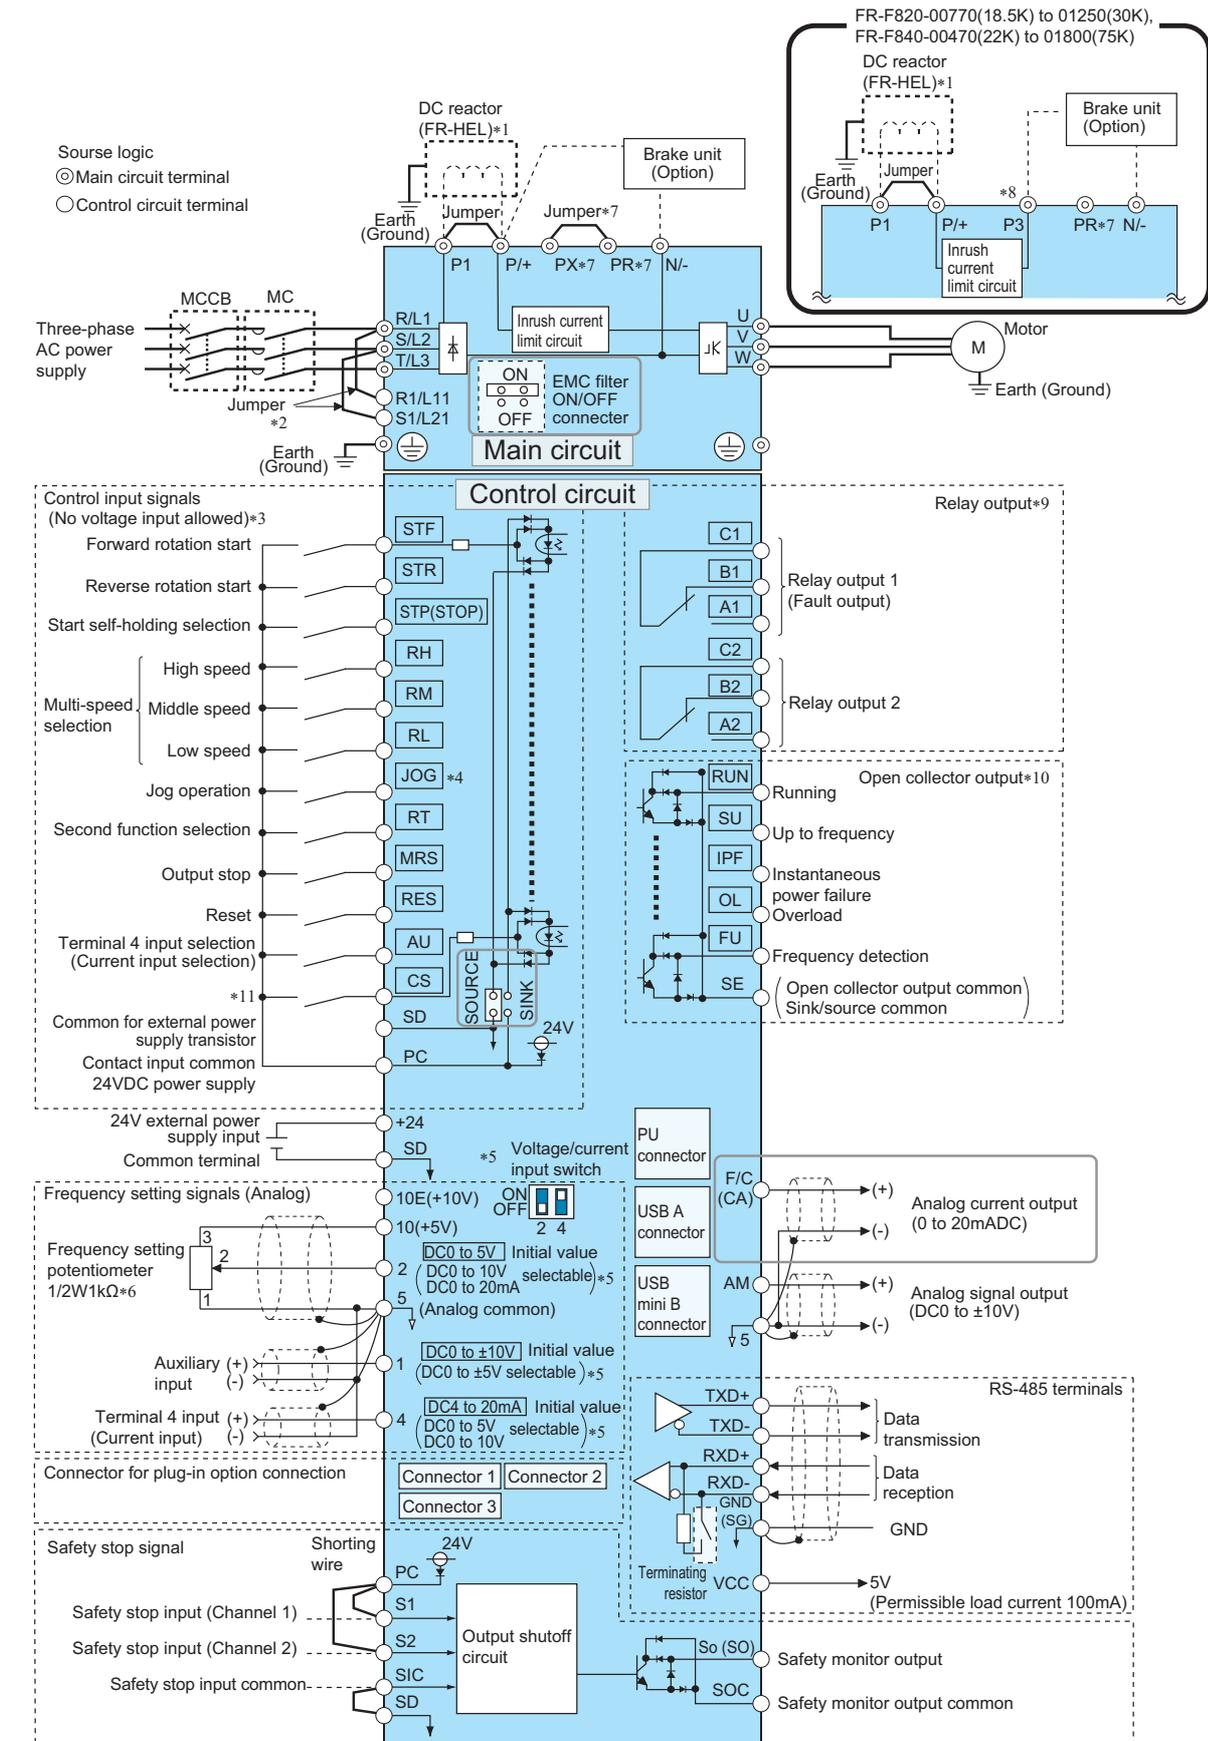 FR-F820-00770(18.5K) to 01250(30K),
FR-F840-00470(22K) to 01800(75K)
DC reactor
(FR-HEL)*1
Brake unit
(Option)
Earth
(Ground)
Jumper
*8
P1
P/+
P3
PR*7
N/-
Inrush
current
limit circuit
Sourse logic
Main circuit terminal
Control circuit terminal
DC reactor
(FR-HEL)*1
Brake unit
(Option)
Earth
(Ground)
Jumper
Jumper*7
P1
P/+
PX*7
PR*7
N/-
MCCB
MC
Three-phase
AC power
supply
R/L1
S/L2
T/L3
R1/L11
S1/L21
Jumper
*2
Earth
(Ground)
Inrush current
limit circuit
ON
OFF
EMC filter
ON/OFF
connecter
U
V
W
Motor
M
Earth (Ground)
Main circuit
Control circuit
Control input signals
(No voltage input allowed)*3
Forward rotation start
STF
Reverse rotation start
STR
Start self-holding selection
STP(STOP)
Multi-speed
selection
High speed
RH
Middle speed
RM
Low speed
RL
Jog operation
JOG *4
Second function selection
RT
Output stop
MRS
Reset
RES
Terminal 4 input selection
(Current input selection)
AU
*11
CS
SOURCE
SINK
Common for external power
supply transistor
SD
Contact input common
24VDC power supply
PC
24V
Relay output*9
C1
B1
A1
Relay output 1
(Fault output)
C2
B2
A2
Relay output 2
Open collector output*10
RUN
Running
SU
Up to frequency
IPF
Instantaneous
power failure
OL
Overload
FU
Frequency detection
SE
Open collector output common
Sink/source common
24V external power
supply input
+24
Common terminal
SD
*5
Voltage/current
input switch
ON
OFF
2 4
Frequency setting signals (Analog)
10E(+10V)
10(+5V)
Frequency setting
potentiometer
1/2W1kΩ*6
3
2
1
2
DC0 to 5V Initial value
(DC0 to 10V
DC0 to 20mA selectable)*5
5
(Analog common)
Auxiliary (+)
input (-)
1
DC0 to ±10V Initial value
(DC0 to ±5V selectable)*5
Terminal 4 input (+)
(Current input) (-)
4
DC4 to 20mA Initial value
(DC0 to 5V
DC0 to 10V selectable)*5
PU
connector
USB A
connector
USB
mini B
connector
F/C
(CA)
(+)
(-)
Analog current output
(0 to 20mADC)
AM
5
(+)
(-)
Analog signal output
(DC0 to ±10V)
Connector for plug-in option connection
Connector 1
Connector 2
Connector 3
RS-485 terminals
TXD+
TXD-
Data
transmission
RXD+
RXD-
Data
reception
GND
(SG)
GND
Terminating
resistor
VCC
5V
(Permissible load current 100mA)
Safety stop signal
Shorting
wire
24V
PC
Safety stop input (Channel 1)
S1
Safety stop input (Channel 2)
S2
Safety stop input common
SIC
SD
Output shutoff
circuit
So (SO)
Safety monitor output
SOC
Safety monitor output common